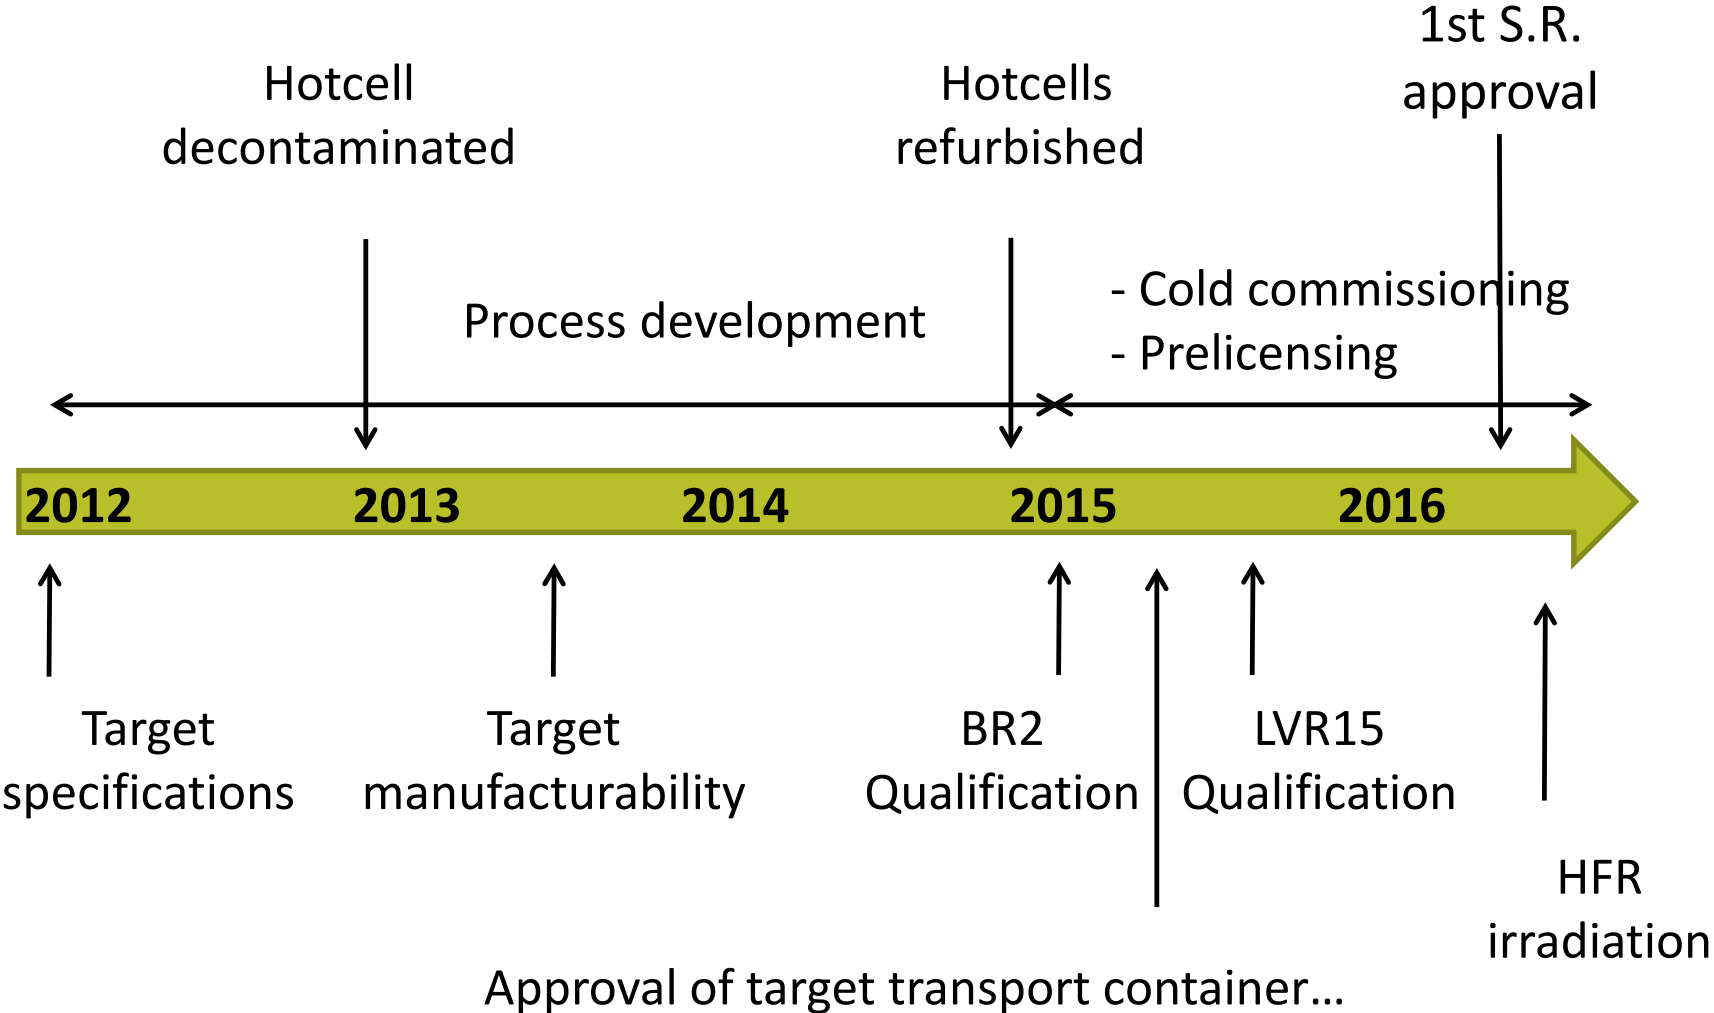 1st S.R.
approval
Hotcell
decontaminated
Hotcells
refurbished
Process development
- Cold commissioning
- Prelicensing
2012 2013 2014 2015 2016
Target
specifications
Target
manufacturability
BR2
Qualification
LVR15
Qualification
HFR
irradiation
Approval of target transport container...